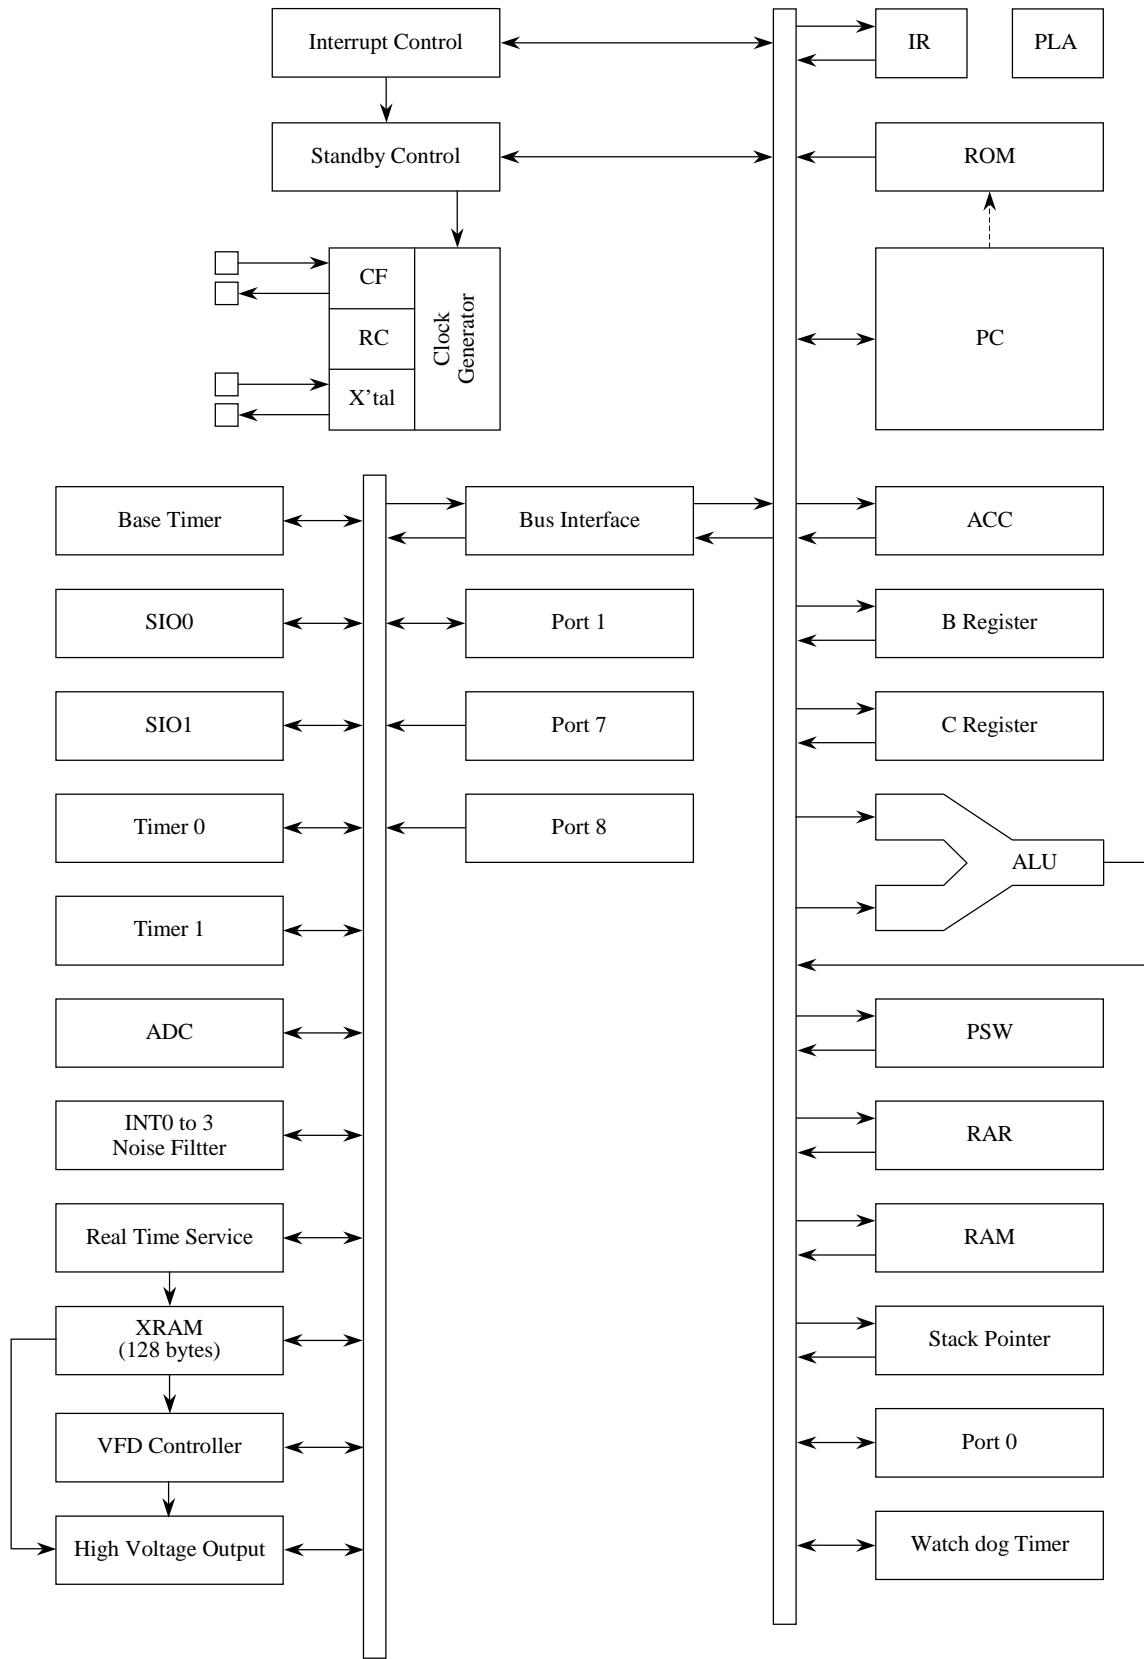 Interrupt Control
IR
PLA
Standby Control
ROM
CF
RC
X'tal
Clock
Generator
PC
Base Timer
Bus Interface
ACC
SIO0
Port 1
B Register
SIO1
Port 7
C Register
Timer 0
Port 8
ALU
Timer 1
ADC
PSW
INT0 to 3
Noise Filtter
RAR
Real Time Service
RAM
XRAM
(128 bytes)
Stack Pointer
VFD Controller
Port 0
High Voltage Output
Watch dog Timer